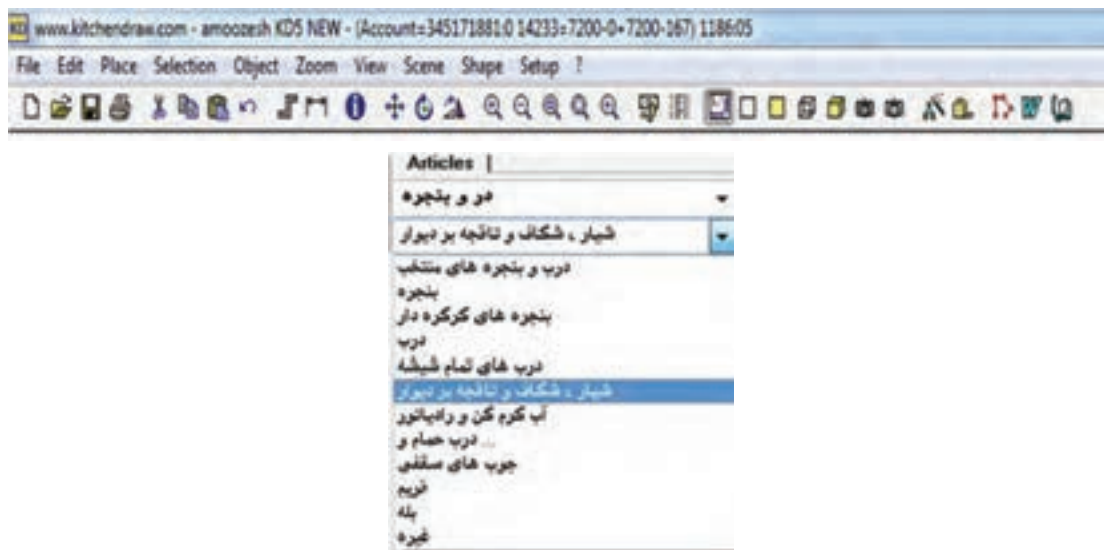 www.kitchendraw.com - amoozesh KD5 NEW - (Account=345171881:0 14233=7200-0+7200-167) 1186:05
File Edit Place Selection Object Zoom View Scene Shape Setup ?
Articles
در و پنجره
شیار ، شکاف و تاقچه بر دیوار
درب و پنجره های منتخب
پنجره
پنجره های کرکره دار
درب
درب های تمام شیشه
شیار ، شکاف و تاقچه بر دیوار
آب گرم کن و رادیاتور
درب حمام و ...
چوب های سقفی
فریم
پله
غیره